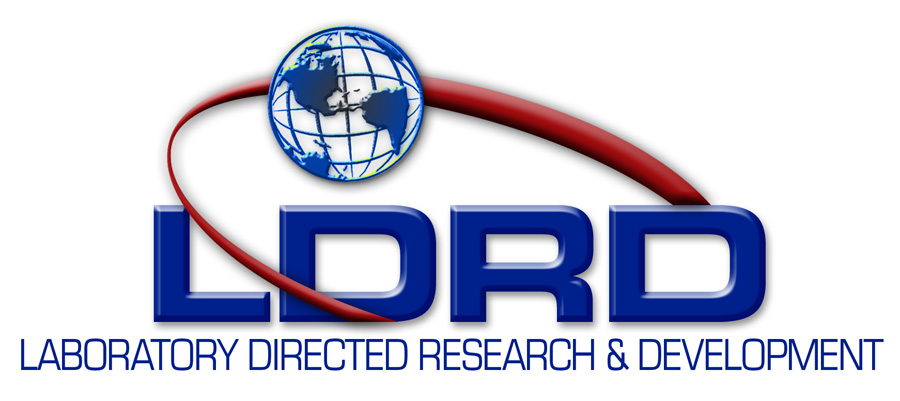 LDRD
LABORATORY DIRECTED RESEARCH & DEVELOPMENT